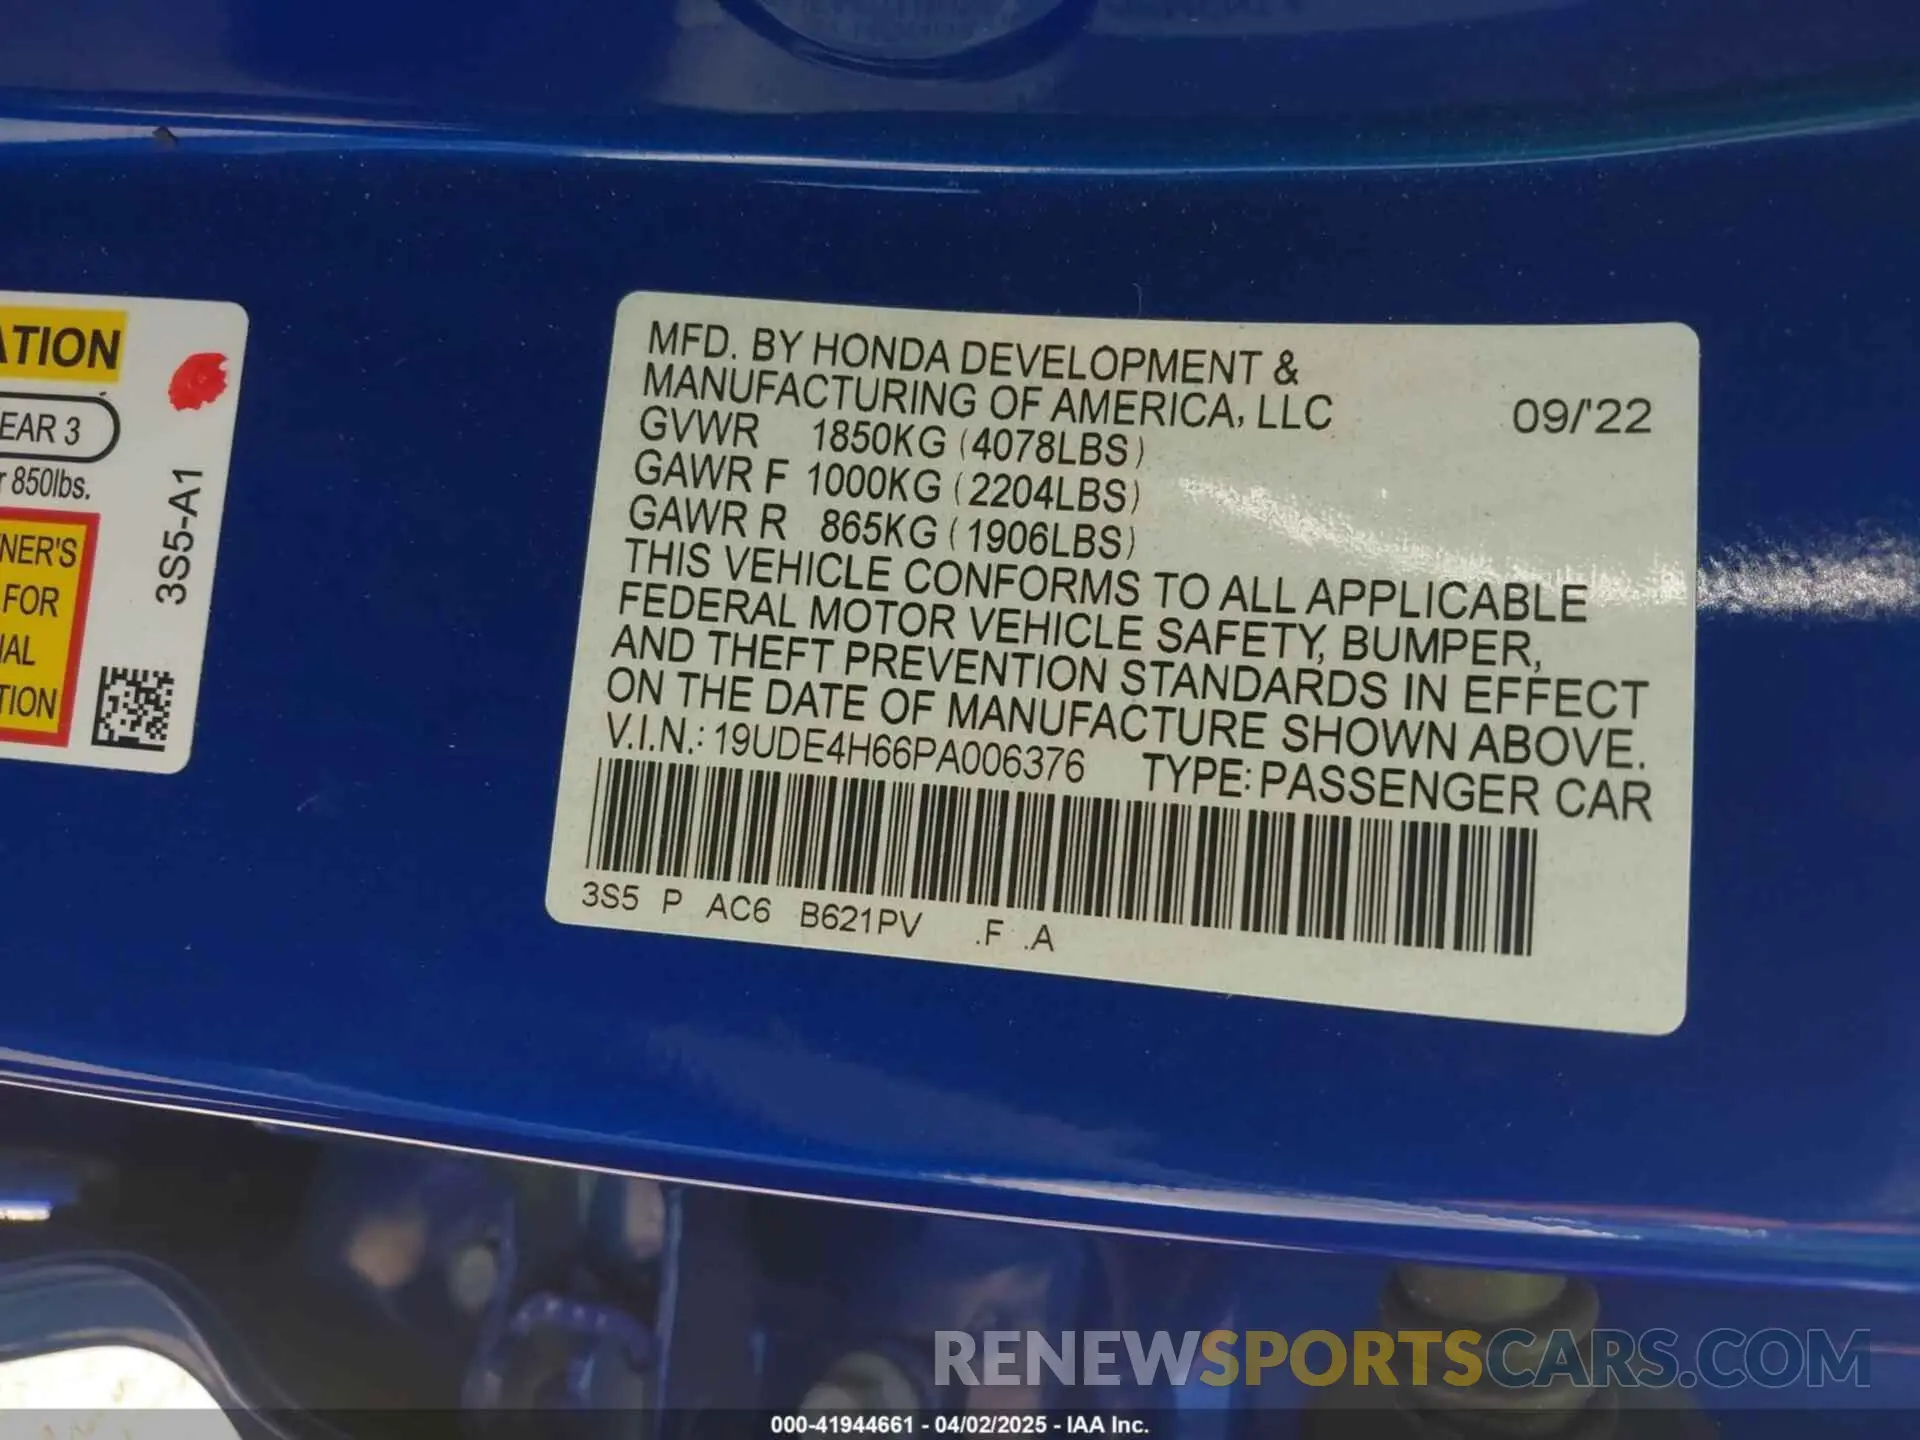 ATION
EAR 3
r 850lbs.
NER'S
FOR
TION
3S5-A1
MFD. BY HONDA DEVELOPMENT &
MANUFACTURING OF AMERICA, LLC 09/'22
GVWR 1850KG (4078LBS)
GAWR F 1000KG (2204LBS)
GAWR R 865KG (1906LBS)
THIS VEHICLE CONFORMS TO ALL APPLICABLE
FEDERAL MOTOR VEHICLE SAFETY, BUMPER,
AND THEFT PREVENTION STANDARDS IN EFFECT
ON THE DATE OF MANUFACTURE SHOWN ABOVE.
V.I.N.: 19UDE4H66PA006376 TYPE: PASSENGER CAR
3S5 P AC6 B621PV .F .A
RENEWSPORTSCARS.COM
000-41944661 - 04/02/2025 - IAA Inc.